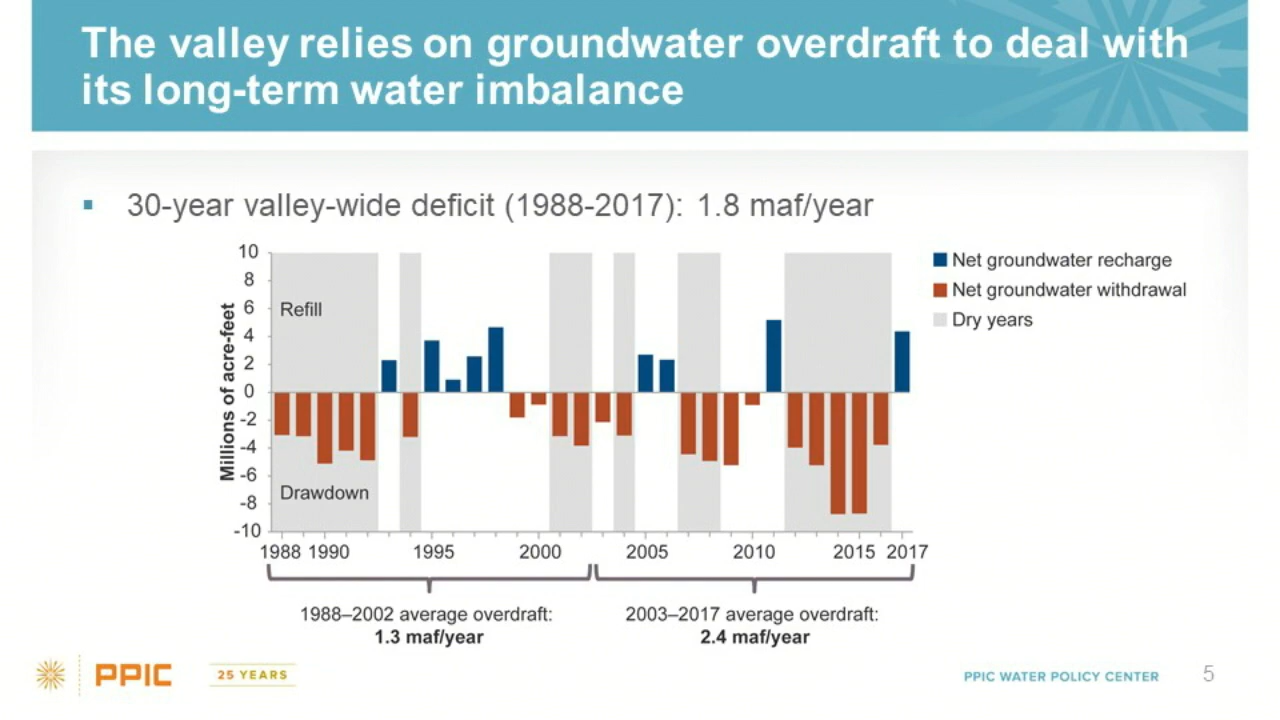 The valley relies on groundwater overdraft to deal with
its long-term water imbalance
▪ 30-year valley-wide deficit (1988-2017): 1.8 maf/year
Millions of acre-feet
10
8
6
4
2
0
-2
-4
-6
-8
-10
Refill
Drawdown
1988 1990 1995 2000 2005 2010 2015 2017
Net groundwater recharge
Net groundwater withdrawal
Dry years
1988–2002 average overdraft:
1.3 maf/year
2003–2017 average overdraft:
2.4 maf/year
PPIC
25 YEARS
PPIC WATER POLICY CENTER
5